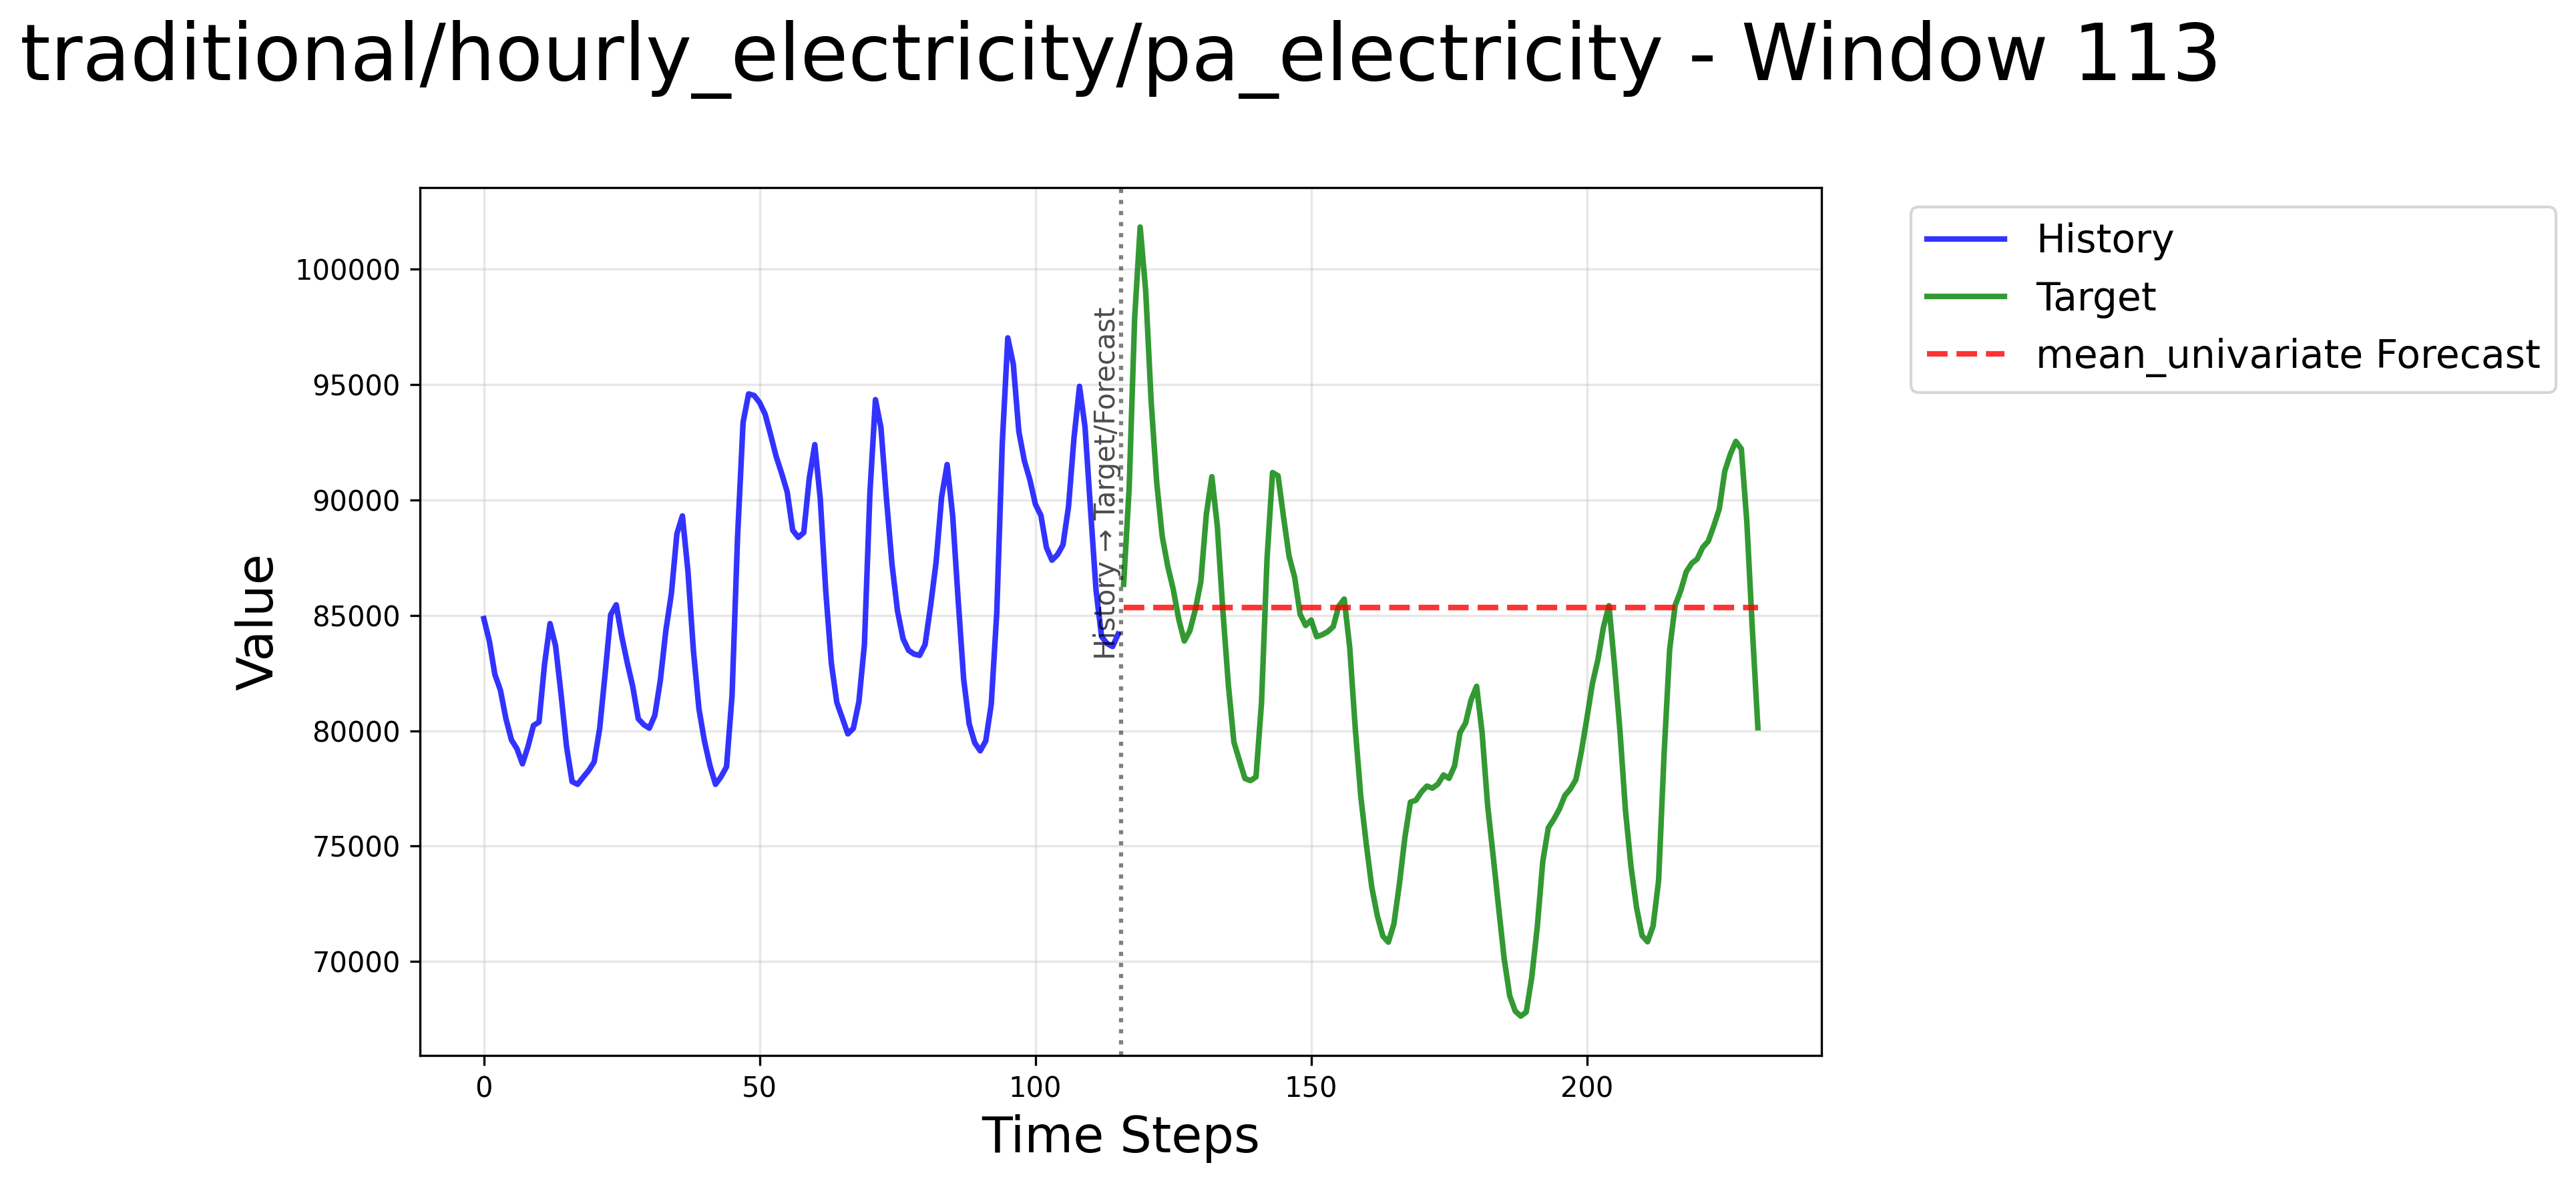 traditional/hourly_electricity/pa_electricity - Window 113
History
Target
mean_univariate Forecast
Value
100000
95000
90000
85000
80000
75000
70000
History → Target/Forecast
0
50
100
150
200
Time Steps